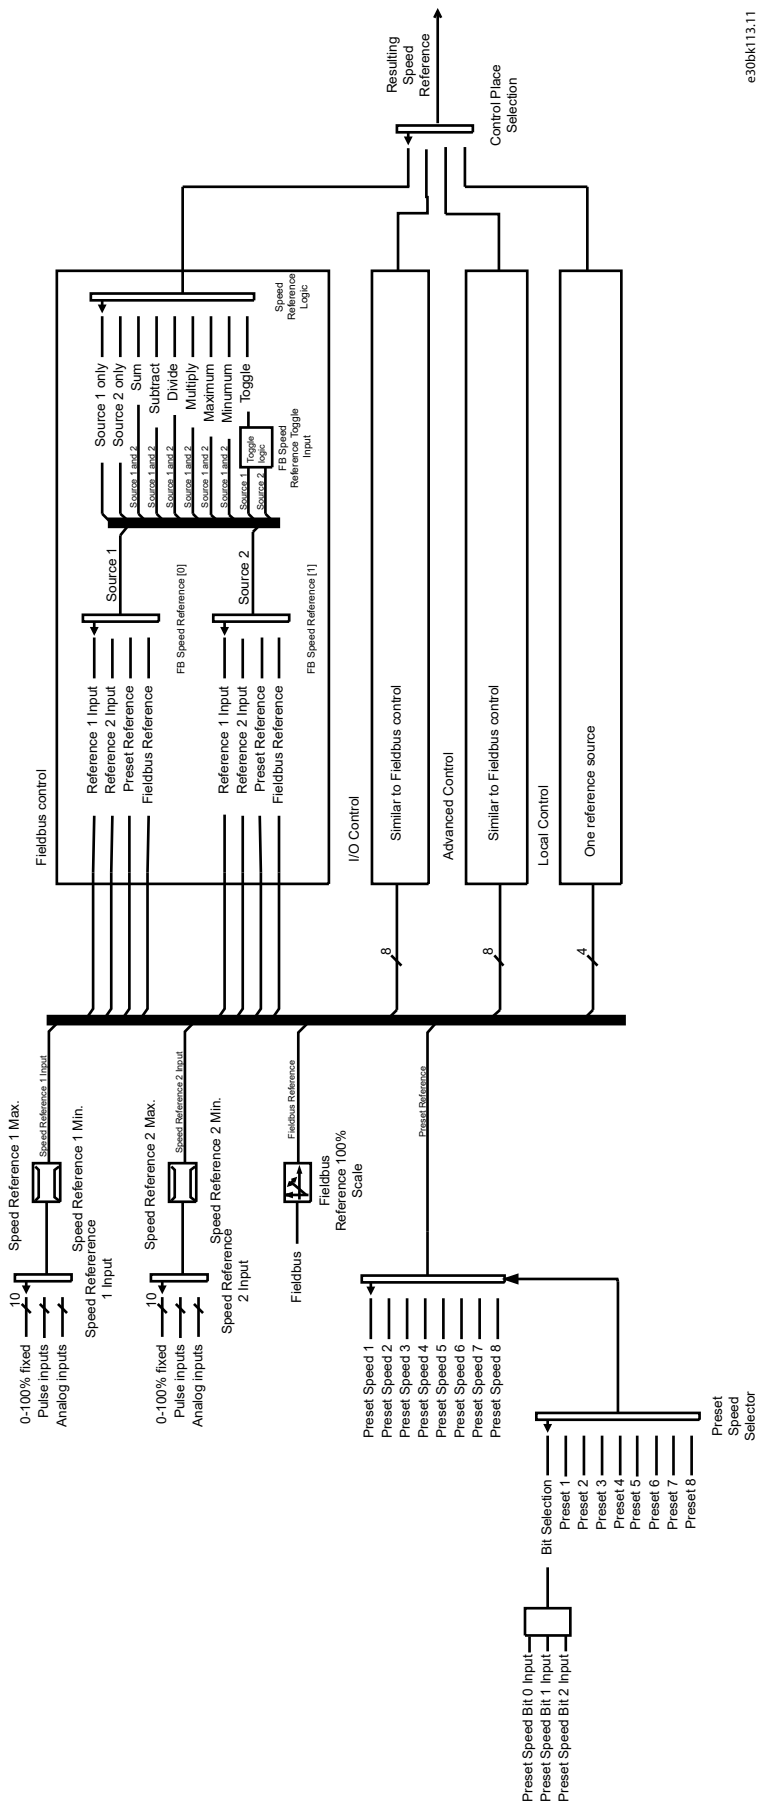 e30bk113.11
Resulting
Speed
Reference
Control Place
Selection
Fieldbus control
Speed
Reference
Logic
Source 1 only
Source 2 only
Sum
Subtract
Divide
Multiply
Maximum
Minumum
Toggle
Source 1 and 2
Source 1 and 2
Source 1 and 2
Source 1 and 2
Source 1 and 2
Source 1 and 2
Source 1
Source 2
Toggle
logic
FB Speed
Reference Toggle
Input
Source 1
FB Speed Reference [0]
Source 2
FB Speed Reference [1]
Reference 1 Input
Reference 2 Input
Preset Reference
Fieldbus Reference
Reference 1 Input
Reference 2 Input
Preset Reference
Fieldbus Reference
I/O Control
Similar to Fieldbus control
8
Advanced Control
Similar to Fieldbus control
8
Local Control
One reference source
4
Speed Reference 1 Input
Speed Reference 1 Max.
Speed Reference 1 Min.
Speed Refererence
1 Input
10
0-100% fixed
Pulse inputs
Analog inputs
Speed Reference 2 Input
Speed Reference 2 Max.
Speed Reference 2 Min.
Speed Reference
2 Input
10
0-100% fixed
Pulse inputs
Analog inputs
Fieldbus Reference
Fieldbus
Reference 100%
Scale
Fieldbus
Preset Reference
Preset Speed 1
Preset Speed 2
Preset Speed 3
Preset Speed 4
Preset Speed 5
Preset Speed 6
Preset Speed 7
Preset Speed 8
Preset
Speed
Selector
Bit Selection
Preset 1
Preset 2
Preset 3
Preset 4
Preset 5
Preset 6
Preset 7
Preset 8
Preset Speed Bit 0 Input
Preset Speed Bit 1 Input
Preset Speed Bit 2 Input